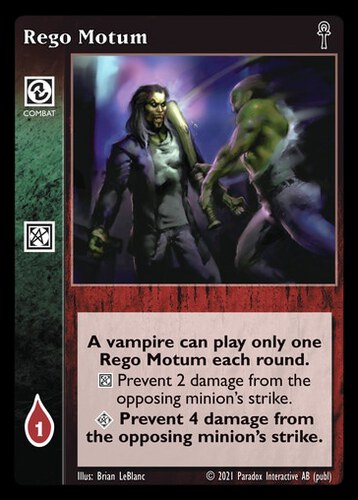 Rego Motum
COMBAT
A vampire can play only one
Rego Motum each round.
Prevent 2 damage from the
opposing minion's strike.
Prevent 4 damage from
the opposing minion's strike.
1
Illus: Brian LeBlanc © 2021 Paradox Interactive AB (publ)